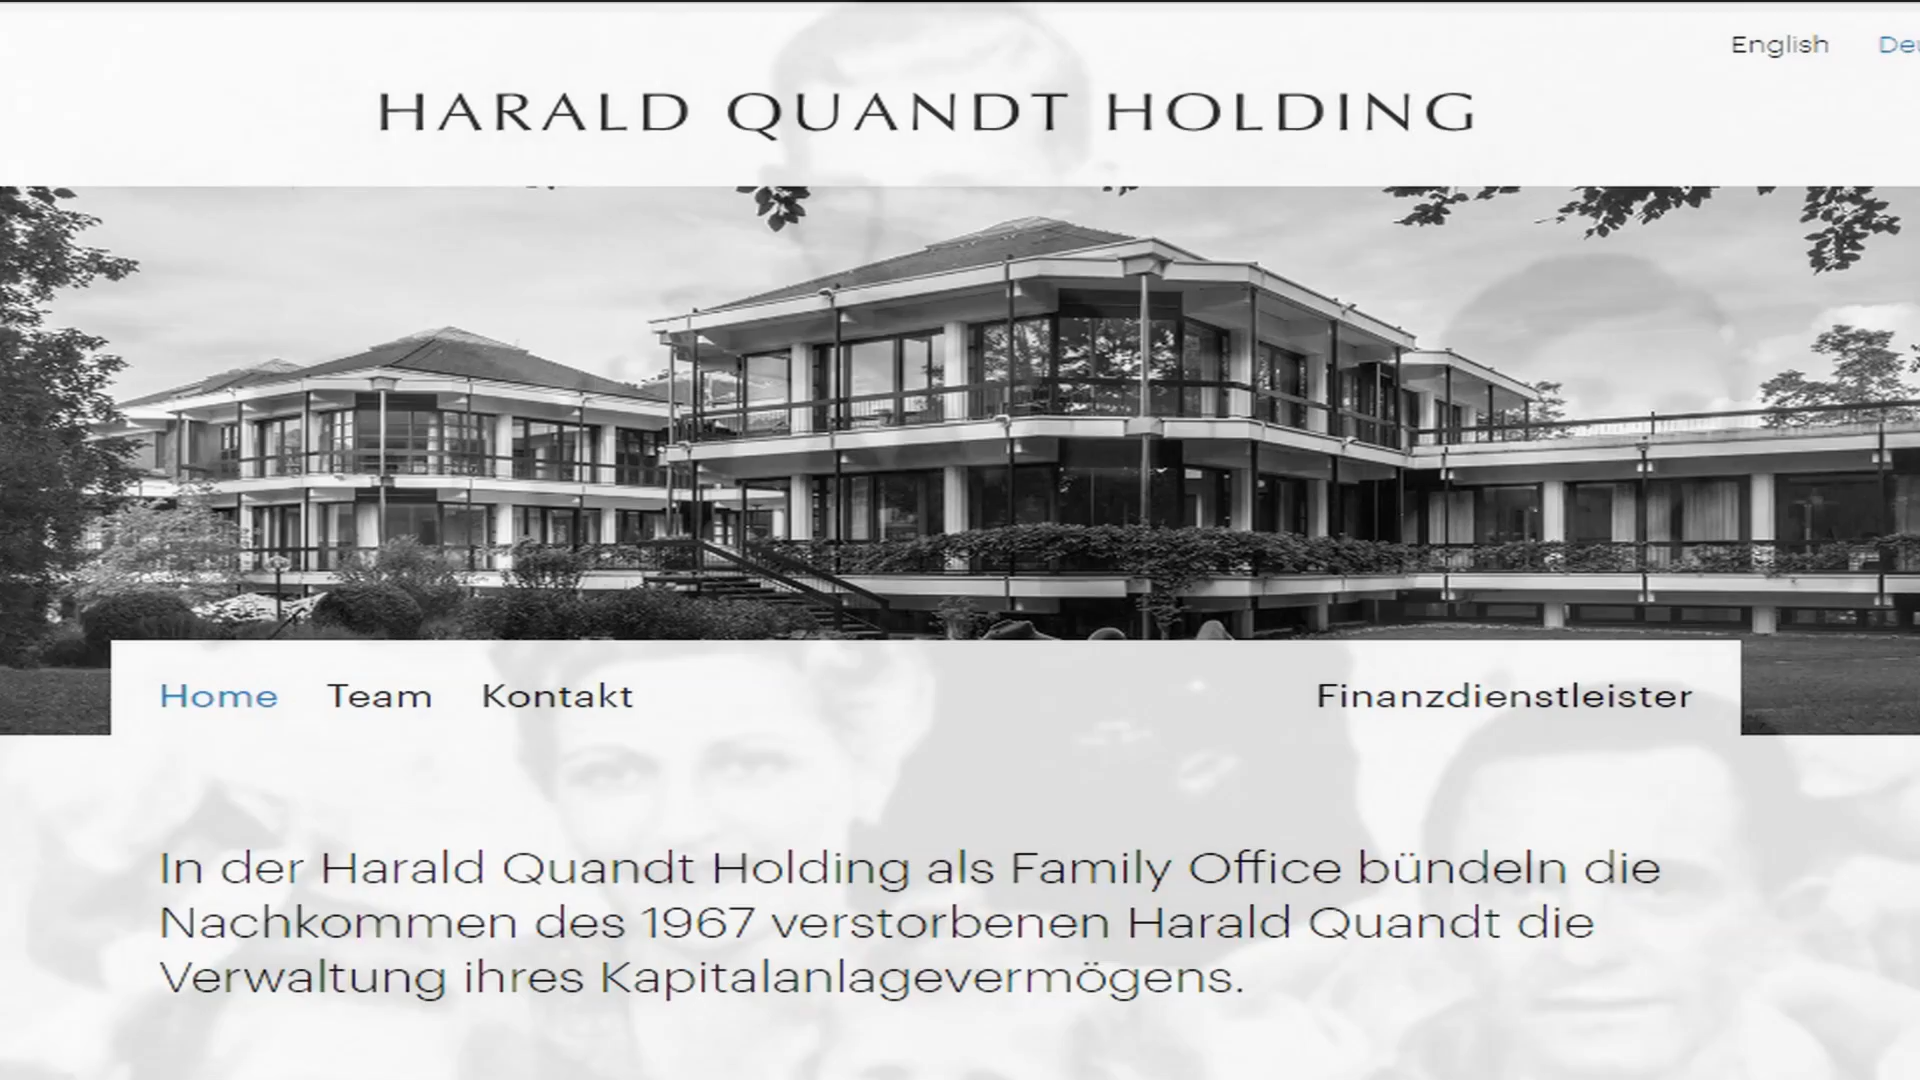 English
HARALD QUANDT HOLDING
Home Team Kontakt Finanzdienstleister
In der Harald Quandt Holding als Family Office bündeln die
Nachkommen des 1967 verstorbenen Harald Quandt die
Verwaltung ihres Kapitalanlagevermögens.